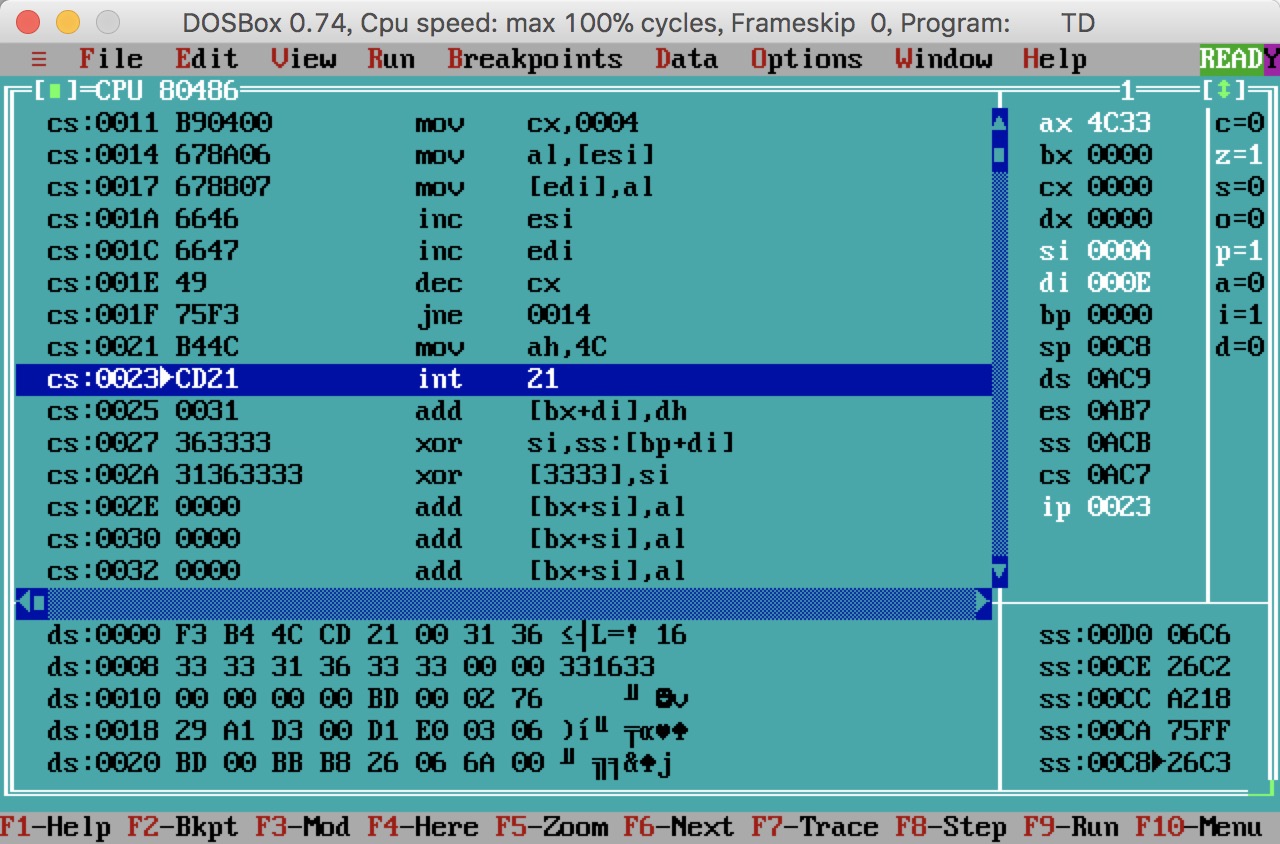 DOSBox 0.74, Cpu speed: max 100% cycles, Frameskip 0, Program: TD
≡ File Edit View Run Breakpoints Data Options Window Help READY
[■]=CPU 80486 1 [↕]
cs:0011 B90400 mov cx,0004 ax 4C33 c=0
cs:0014 678A06 mov al,[esi] bx 0000 z=1
cs:0017 678807 mov [edi],al cx 0000 s=0
cs:001A 6646 inc esi dx 0000 o=0
cs:001C 6647 inc edi si 000A p=1
cs:001E 49 dec cx di 000E a=0
cs:001F 75F3 jne 0014 bp 0000 i=1
cs:0021 B44C mov ah,4C sp 00C8 d=0
cs:0023►CD21 int 21 ds 0AC9
cs:0025 0031 add [bx+di],dh es 0AB7
cs:0027 363333 xor si,ss:[bp+di] ss 0ACB
cs:002A 31363333 xor [3333],si cs 0AC7
cs:002E 0000 add [bx+si],al ip 0023
cs:0030 0000 add [bx+si],al
cs:0032 0000 add [bx+si],al
ds:0000 F3 B4 4C CD 21 00 31 36 ≤┤L=! 16 ss:00D0 06C6
ds:0008 33 33 31 36 33 33 00 00 331633 ss:00CE 26C2
ds:0010 00 00 00 00 BD 00 02 76 ╜ ☻v ss:00CC A218
ds:0018 29 A1 D3 00 D1 E0 03 06 )í╙ ╤α♥♠ ss:00CA 75FF
ds:0020 BD 00 BB B8 26 06 6A 00 ╜ ╗╕&♠j ss:00C8►26C3
F1-Help F2-Bkpt F3-Mod F4-Here F5-Zoom F6-Next F7-Trace F8-Step F9-Run F10-Menu